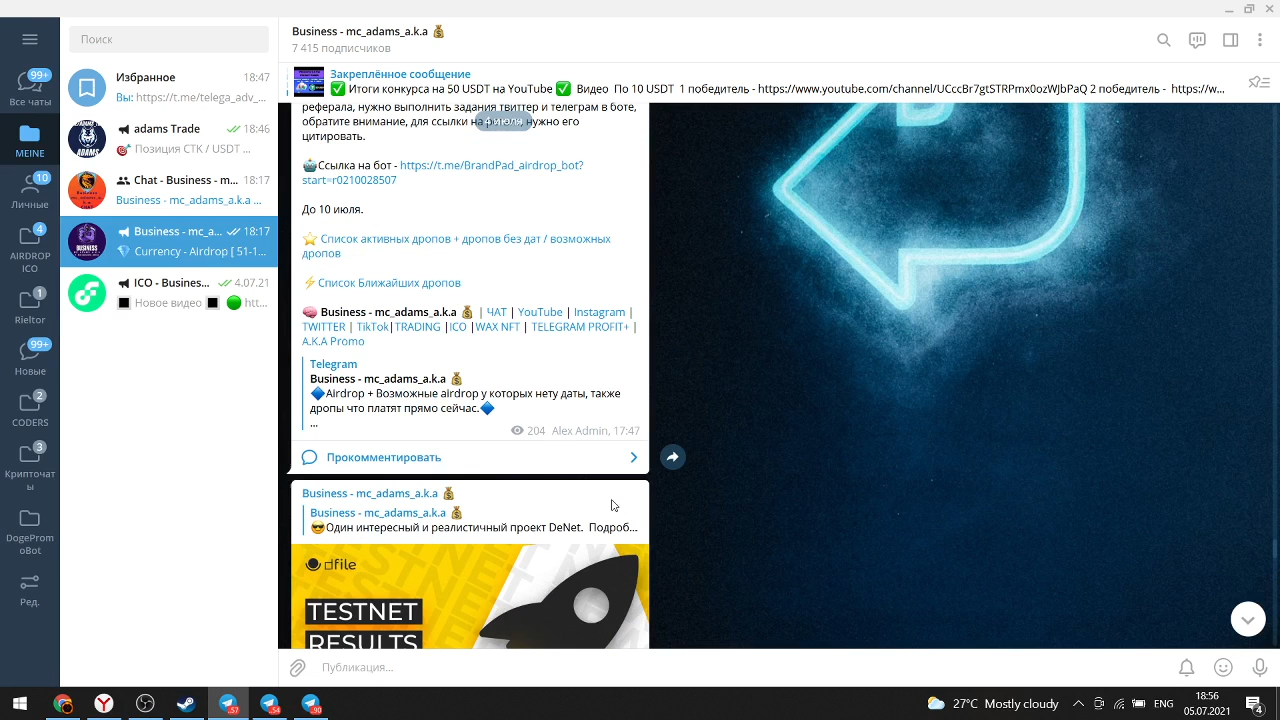 Поиск
99+
Все чаты
MEINE
10
Личные
4
AIRDROP
ICO
1
Rieltor
99+
Новые
2
CODERS
3
Крипточат
ы
DogeProm
oBot
Ред.
Избранное 18:47
Вы: https://t.me/telega_adv_...
adams Trade 18:46
Позиция CTK / USDT ...
Chat - Business - m... 18:17
Business - mc_adams_a.k.a ...
Business - mc_a... 18:17
Currency - Airdrop [ 51-1...
ICO - Busines... 4.07.21
Новое видео htt...
Business - mc_adams_a.k.a
7 415 подписчиков
Закреплённое сообщение
Итоги конкурса на 50 USDT на YouTube Видео По 10 USDT 1 победитель - https://www.youtube.com/channel/UCccBr7gtSTRPmx0ozWJbPaQ 2 победитель - https://w...
4 июля
реферала, нужно выполнить задания твиттер и телеграм в боте,
обратите внимание, для ссылки на нужно его
цитировать.
Ссылка на бот - https://t.me/BrandPad_airdrop_bot?
start=r0210028507
До 10 июля.
Список активных дропов + дропов без дат / возможных
дропов
Список Ближайших дропов
Business - mc_adams_a.k.a | ЧАТ | YouTube | Instagram |
TWITTER | TikTok|TRADING |ICO |WAX NFT | TELEGRAM PROFIT+ |
A.K.A Promo
Telegram
Business - mc_adams_a.k.a
Airdrop + Возможные airdrop у которых нету даты, также
дропы что платят прямо сейчас.
...
204 Alex Admin, 17:47
Прокомментировать
Business - mc_adams_a.k.a
Business - mc_adams_a.k.a
Один интересный и реалистичный проект DeNet. Подроб...
dfile
TESTNET
RESULTS
Публикация...
57
54
90
27°C Mostly cloudy
ENG
18:56
05.07.2021
4